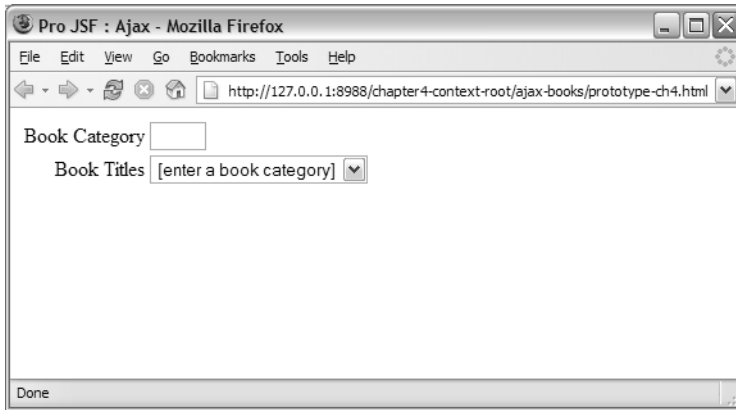 Pro JSF : Ajax - Mozilla Firefox
File Edit View Go Bookmarks Tools Help
http://127.0.0.1:8988/chapter4-context-root/ajax-books/prototype-ch4.html
Book Category
Book Titles [enter a book category]
Done